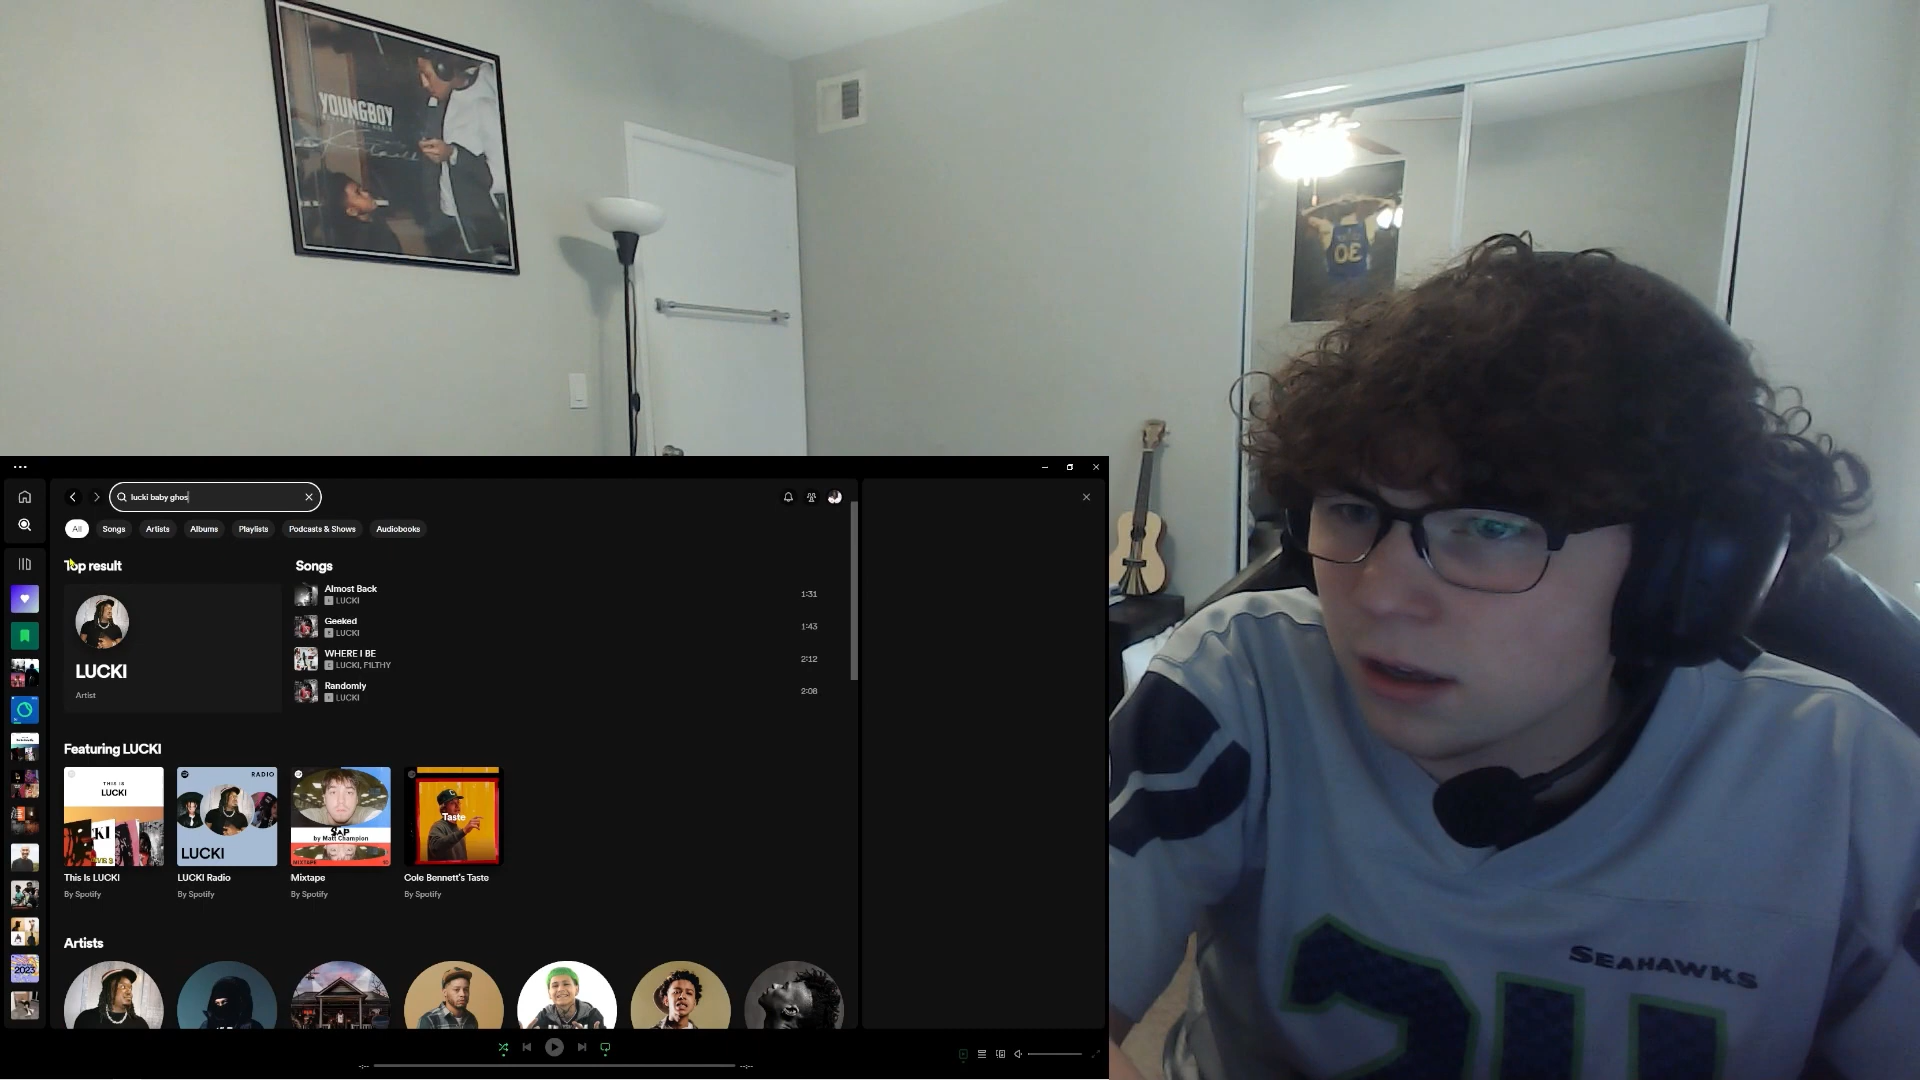 YOUNGBOY
30
lucki baby ghos
All
Songs
Artists
Albums
Playlists
Podcasts & Shows
Audiobooks
Top result
LUCKI
Artist
Songs
Almost Back
E LUCKI
1:31
Geeked
E LUCKI
1:43
WHERE I BE
E LUCKI, F1LTHY
2:12
Randomly
E LUCKI
2:08
Featuring LUCKI
THIS IS
LUCKI
This Is LUCKI
By Spotify
RADIO
LUCKI
LUCKI Radio
By Spotify
by Matt Champion
MIXTAPE
Mixtape
By Spotify
Taste
Cole Bennett's Taste
By Spotify
Artists
2023
-:--
-:--
SEAHAWKS
24